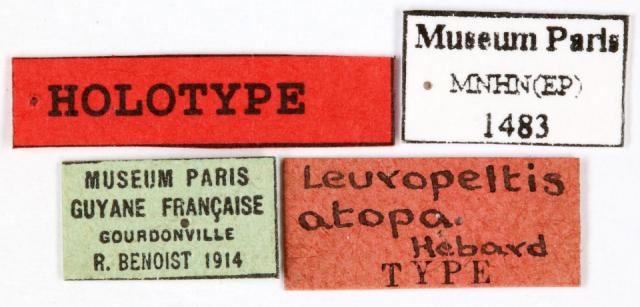 HOLOTYPE
Museum Paris
MNHN(EP)
1483
MUSEUM PARIS
GUYANE FRANÇAISE
GOURDONVILLE
R. BENOIST 1914
Leuropeltis
atopa.
Hebard
TYPE